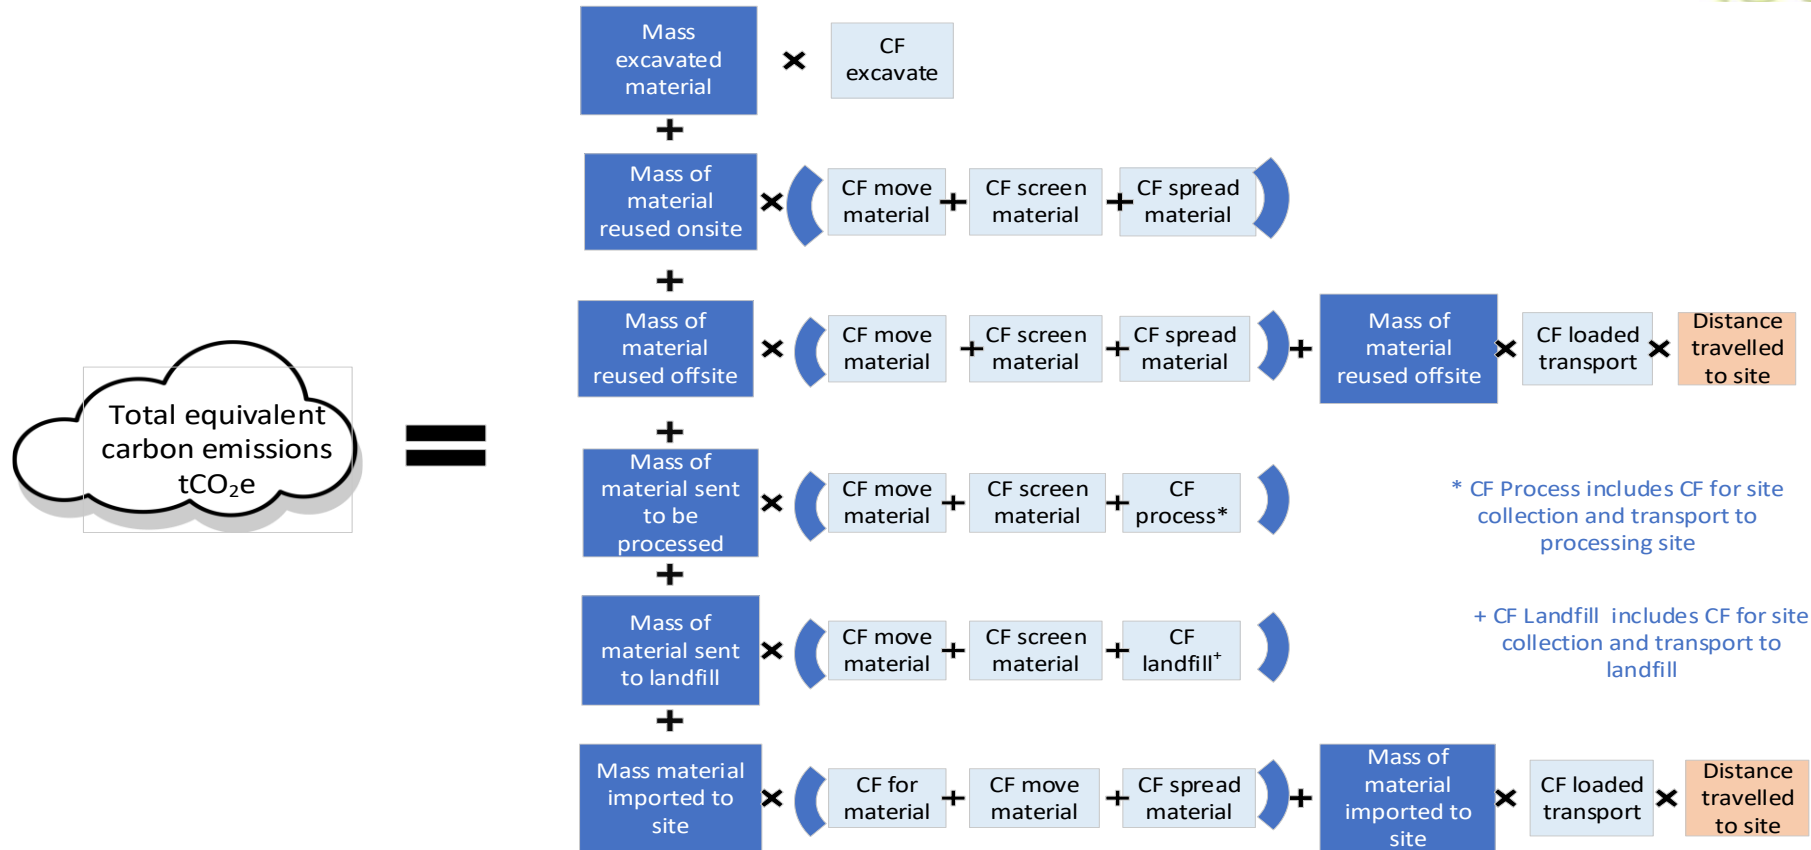 Mass
excavated
material
×
CF
excavate
+
Mass of
material
reused onsite
×
(
CF move
material
+
CF screen
material
+
CF spread
material
)
+
Mass of
material
reused offsite
×
(
CF move
material
+
CF screen
material
+
CF spread
material
)
+
Mass of
material
reused offsite
×
CF loaded
transport
×
Distance
travelled
to site
Total equivalent
carbon emissions
tCO₂e
=
+
Mass of
material sent
to be
processed
×
(
CF move
material
+
CF screen
material
+
CF
process*
)
* CF Process includes CF for site
collection and transport to
processing site
+
Mass of
material sent
to landfill
×
(
CF move
material
+
CF screen
material
+
CF
landfill⁺
)
+ CF Landfill includes CF for site
collection and transport to
landfill
+
Mass material
imported to
site
×
(
CF for
material
+
CF move
material
+
CF spread
material
)
+
Mass of
material
imported to
site
×
CF loaded
transport
×
Distance
travelled
to site